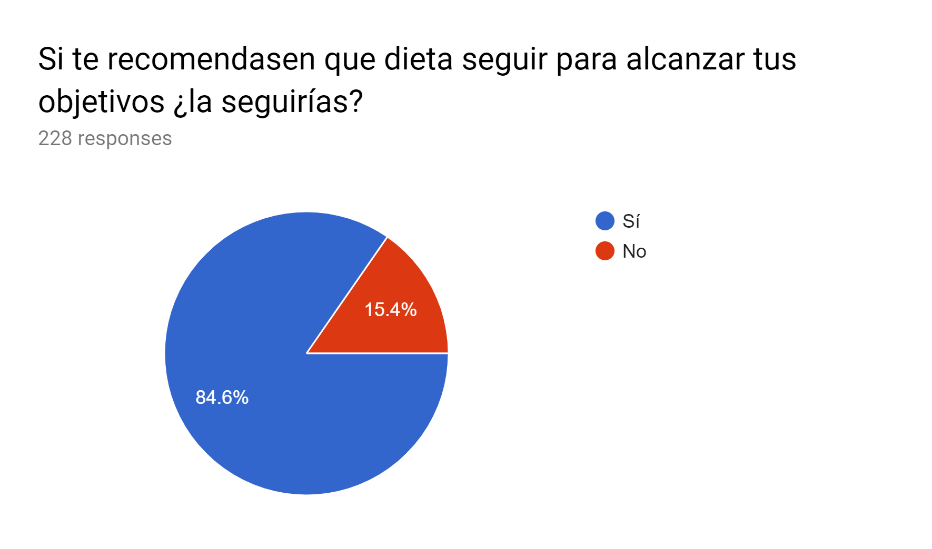 Si te recomendasen que dieta seguir para alcanzar tus
objetivos ¿la seguirías?
228 responses
Sí
No
15.4%
84.6%